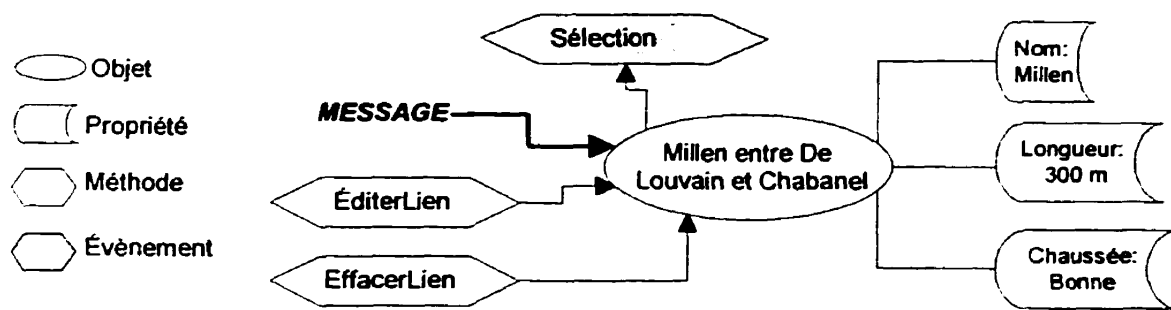 Objet
Propriété
Méthode
Évènement
Sélection
MESSAGE
ÉditerLien
EffacerLien
Millen entre De
Louvain et Chabanel
Nom:
Millen
Longueur:
300 m
Chaussée:
Bonne